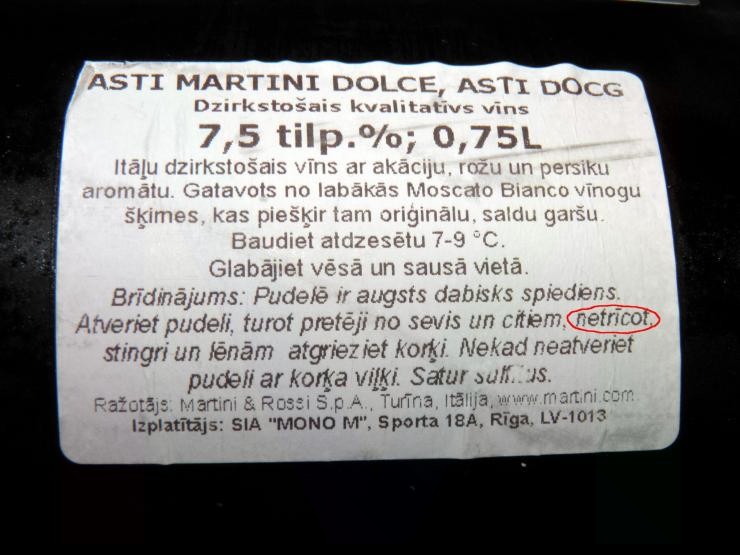 ASTI MARTINI DOLCE, ASTI DOCG
Dzirkstošais kvalitatīvs vīns
7,5 tilp.%; 0,75L
Itāļu dzirkstošais vīns ar akāciju, rožu un persiku
aromātu. Gatavots no labākās Moscato Bianco vīnogu
šķirnes, kas piešķir tam oriģinālu, saldu garšu.
Baudiet atdzesētu 7-9 °C.
Glabājiet vēsā un sausā vietā.
Brīdinājums: Pudelē ir augsts dabisks spiediens.
Atveriet pudeli, turot pretēji no sevis un citiem, netrīcot,
stingri un lēnām atgrieziet korķi. Nekad neatveriet
pudeli ar korķa viļķi. Satur
Ražotājs: Martini & Rossi S.p.A., Turīna, Itālija, www.martini.com
Izplatītājs: SIA "MONO M", Sporta 18A, Rīga, LV-1013